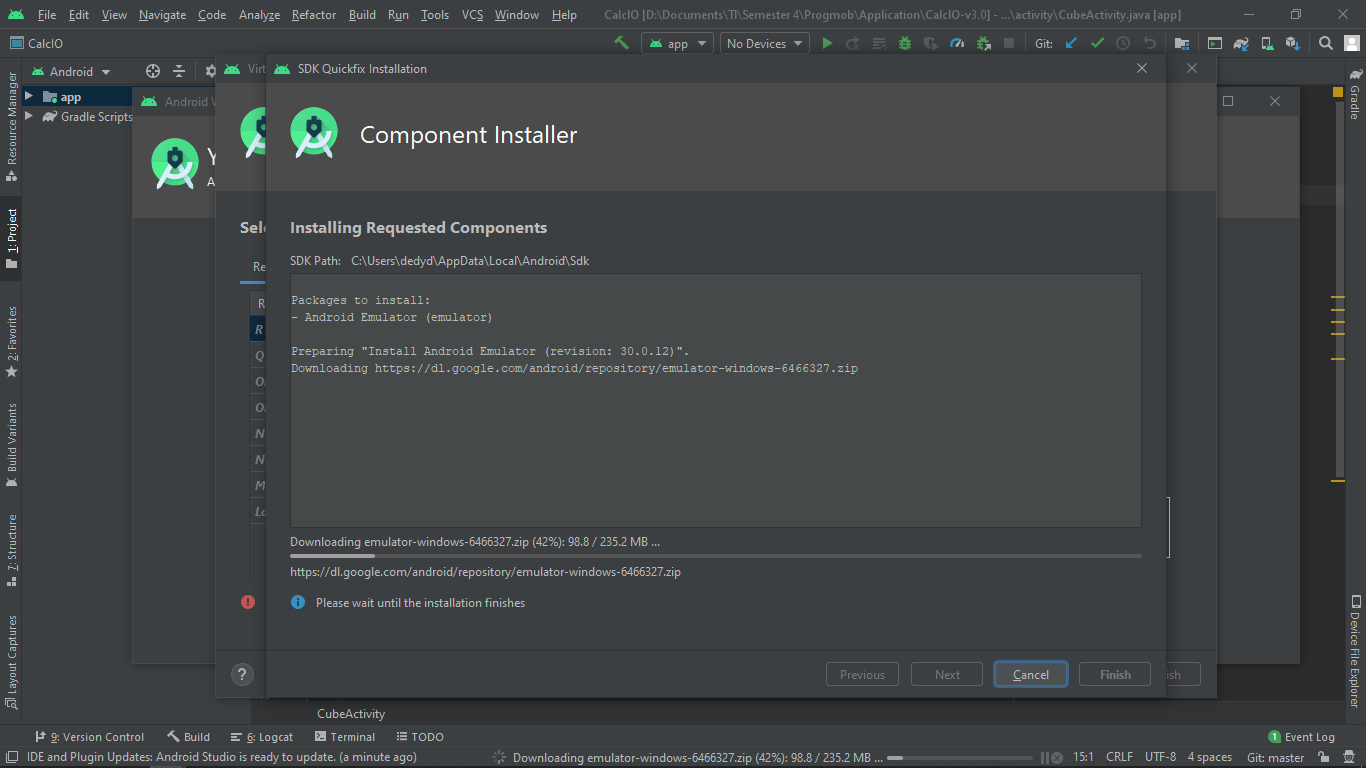 File Edit View Navigate Code Analyze Refactor Build Run Tools VCS Window Help CalcIO [D:\Documents\TI\Semester 4\Progmob\Application\CalcIO-v3.0] - ...\activity\CubeActivity.java [app]
CalcIO
app
No Devices
Git:
Android
Virt
SDK Quickfix Installation
app
Gradle Scripts
Android V
Component Installer
Y
A
Sele
Installing Requested Components
SDK Path: C:\Users\dedyd\AppData\Local\Android\Sdk
Re
R
R
Q
O
O
N
N
M
Lo
Packages to install:
- Android Emulator (emulator)
Preparing "Install Android Emulator (revision: 30.0.12)".
Downloading https://dl.google.com/android/repository/emulator-windows-6466327.zip
Downloading emulator-windows-6466327.zip (42%): 98.8 / 235.2 MB ...
https://dl.google.com/android/repository/emulator-windows-6466327.zip
Please wait until the installation finishes
?
Previous
Next
Cancel
Finish
ish
Resource Manager
1: Project
2: Favorites
Build Variants
7: Structure
Layout Captures
Gradle
Device File Explorer
CubeActivity
9: Version Control
Build
6: Logcat
Terminal
TODO
1 Event Log
IDE and Plugin Updates: Android Studio is ready to update. (a minute ago)
Downloading emulator-windows-6466327.zip (42%): 98.8 / 235.2 MB ...
15:1 CRLF UTF-8 4 spaces Git: master